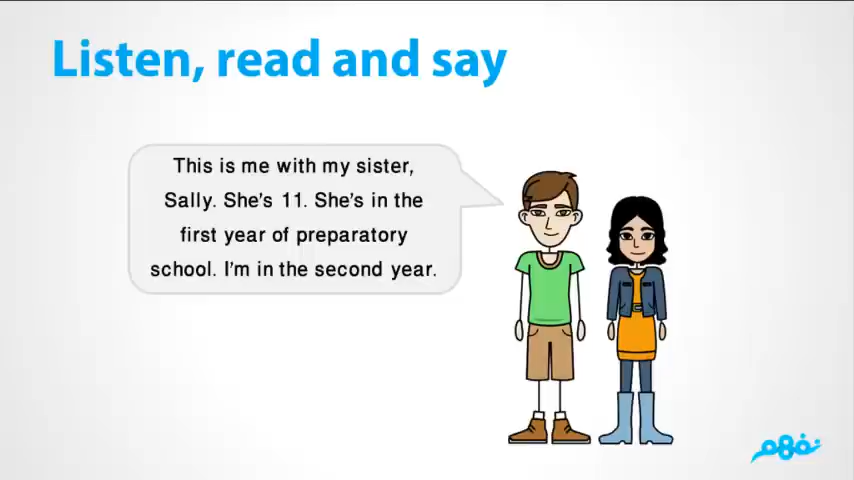 Listen, read and say
This is me with my sister,
Sally. She's 11. She's in the
first year of preparatory
school. I'm in the second year.
نفهم